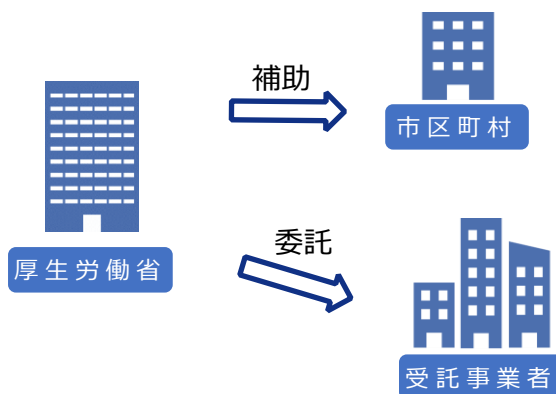 補助
市区町村
厚生労働省
委託
受託事業者